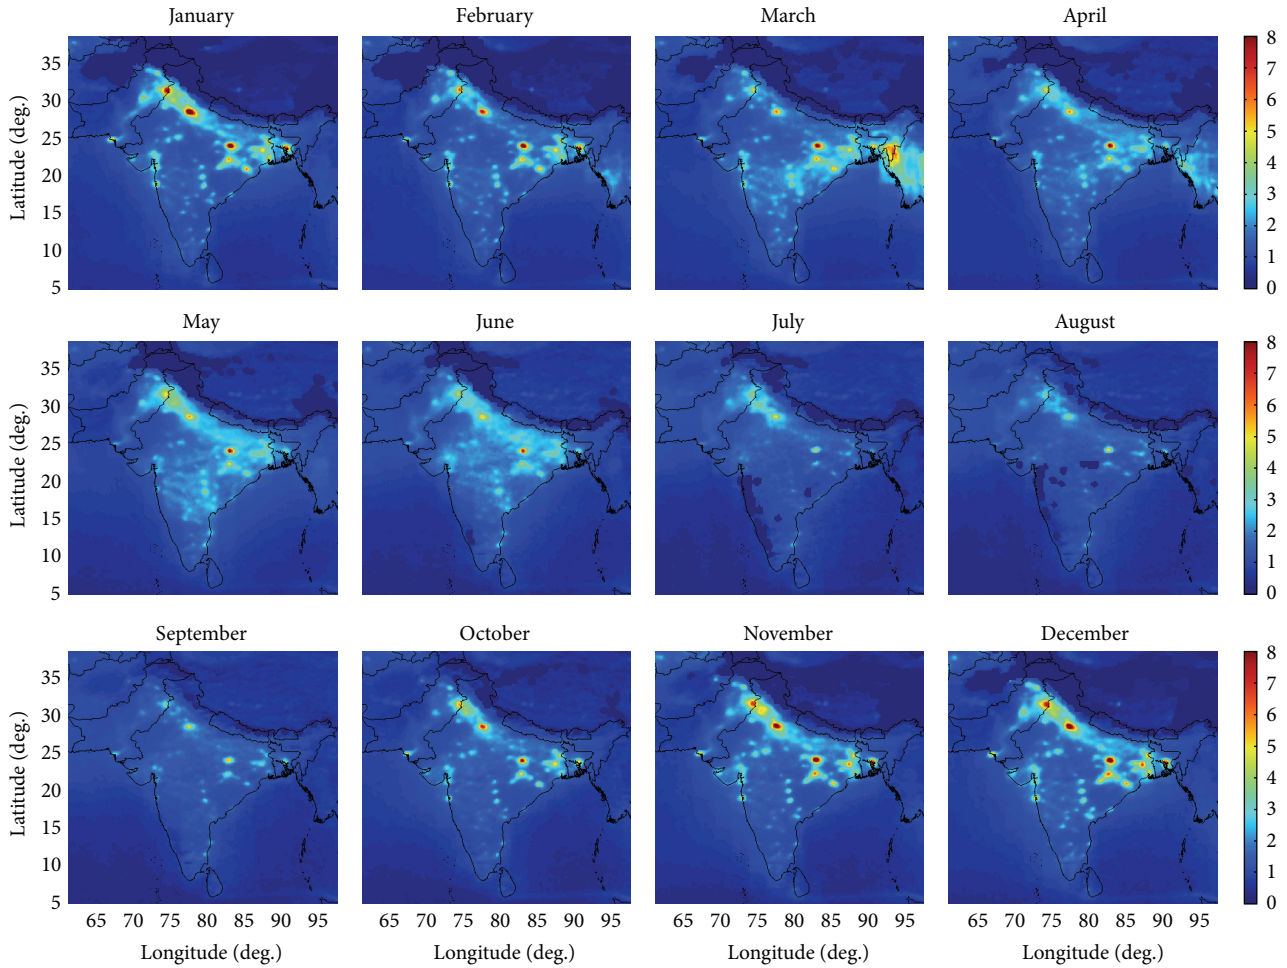 January
February
March
April
35
30
25
20
15
10
5
Latitude (deg.)
8
7
6
5
4
3
2
1
0
May
June
July
August
35
30
25
20
15
10
5
Latitude (deg.)
8
7
6
5
4
3
2
1
0
September
October
November
December
35
30
25
20
15
10
5
Latitude (deg.)
8
7
6
5
4
3
2
1
0
65 70 75 80 85 90 95
65 70 75 80 85 90 95
65 70 75 80 85 90 95
65 70 75 80 85 90 95
Longitude (deg.)
Longitude (deg.)
Longitude (deg.)
Longitude (deg.)